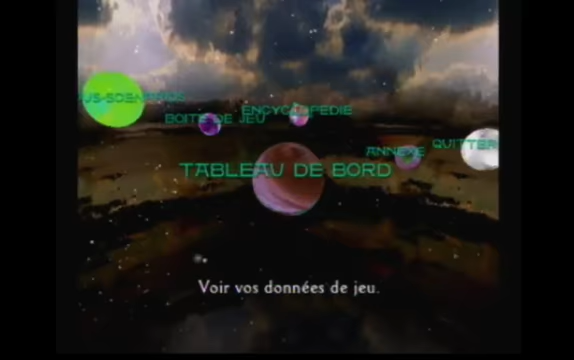 ENCYCLOPEDIE
BOITE DE JEU
QUITTER
ANNEXE
TABLEAU DE BORD
Voir vos données de jeu.